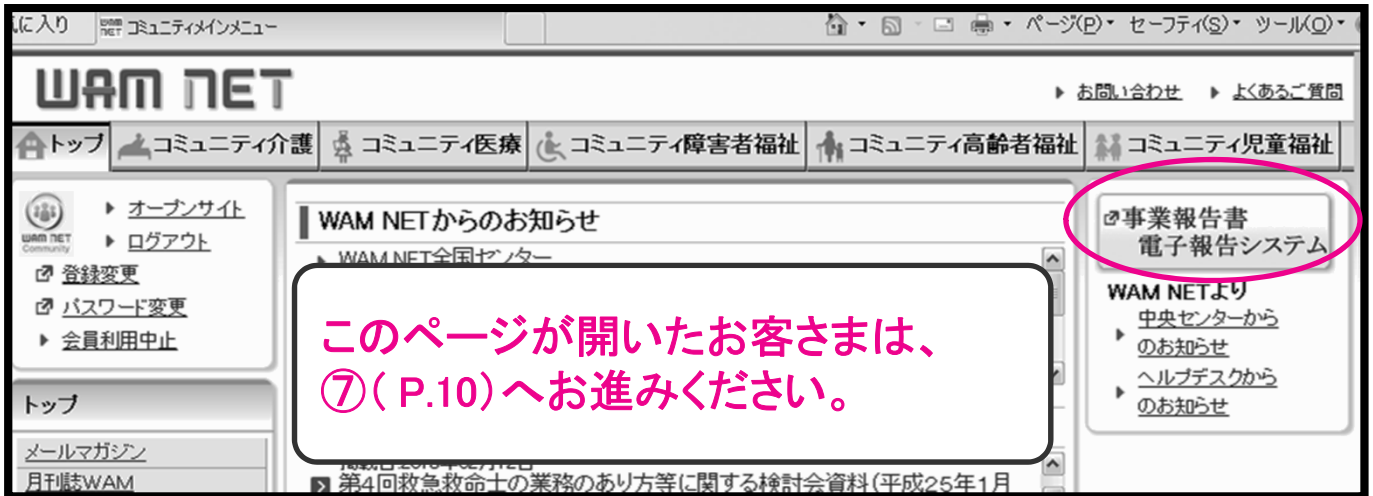 に入り
コミュニティメインメニュー
ページ(P)
セーフティ(S)
ツール(O)
WAM NET
お問い合わせ
よくあるご質問
トップ
コミュニティ介護
コミュニティ医療
コミュニティ障害者福祉
コミュニティ高齢者福祉
コミュニティ児童福祉
WAM NET
Community
オープンサイト
ログアウト
登録変更
パスワード変更
会員利用中止
トップ
メールマガジン
月刊誌WAM
WAM NETからのお知らせ
WAM NET全国センター
このページが開いたお客さまは、
⑦(P.10)へお進みください。
第4回救急救命士の業務のあり方等に関する検討会資料(平成25年1月
事業報告書
電子報告システム
WAM NETより
中央センターから
のお知らせ
ヘルプデスクから
のお知らせ